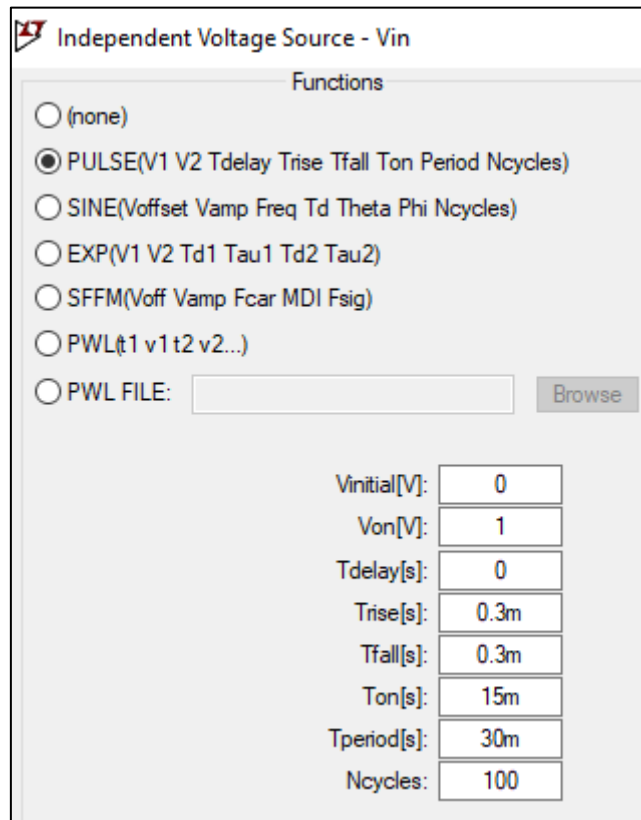 Independent Voltage Source - Vin
Functions
(none)
PULSE(V1 V2 Tdelay Trise Tfall Ton Period Ncycles)
SINE(Voffset Vamp Freq Td Theta Phi Ncycles)
EXP(V1 V2 Td1 Tau1 Td2 Tau2)
SFFM(Voff Vamp Fcar MDI Fsig)
PWL(t1 v1 t2 v2...)
PWL FILE: Browse
Vinitial[V]: 0
Von[V]: 1
Tdelay[s]: 0
Trise[s]: 0.3m
Tfall[s]: 0.3m
Ton[s]: 15m
Tperiod[s]: 30m
Ncycles: 100